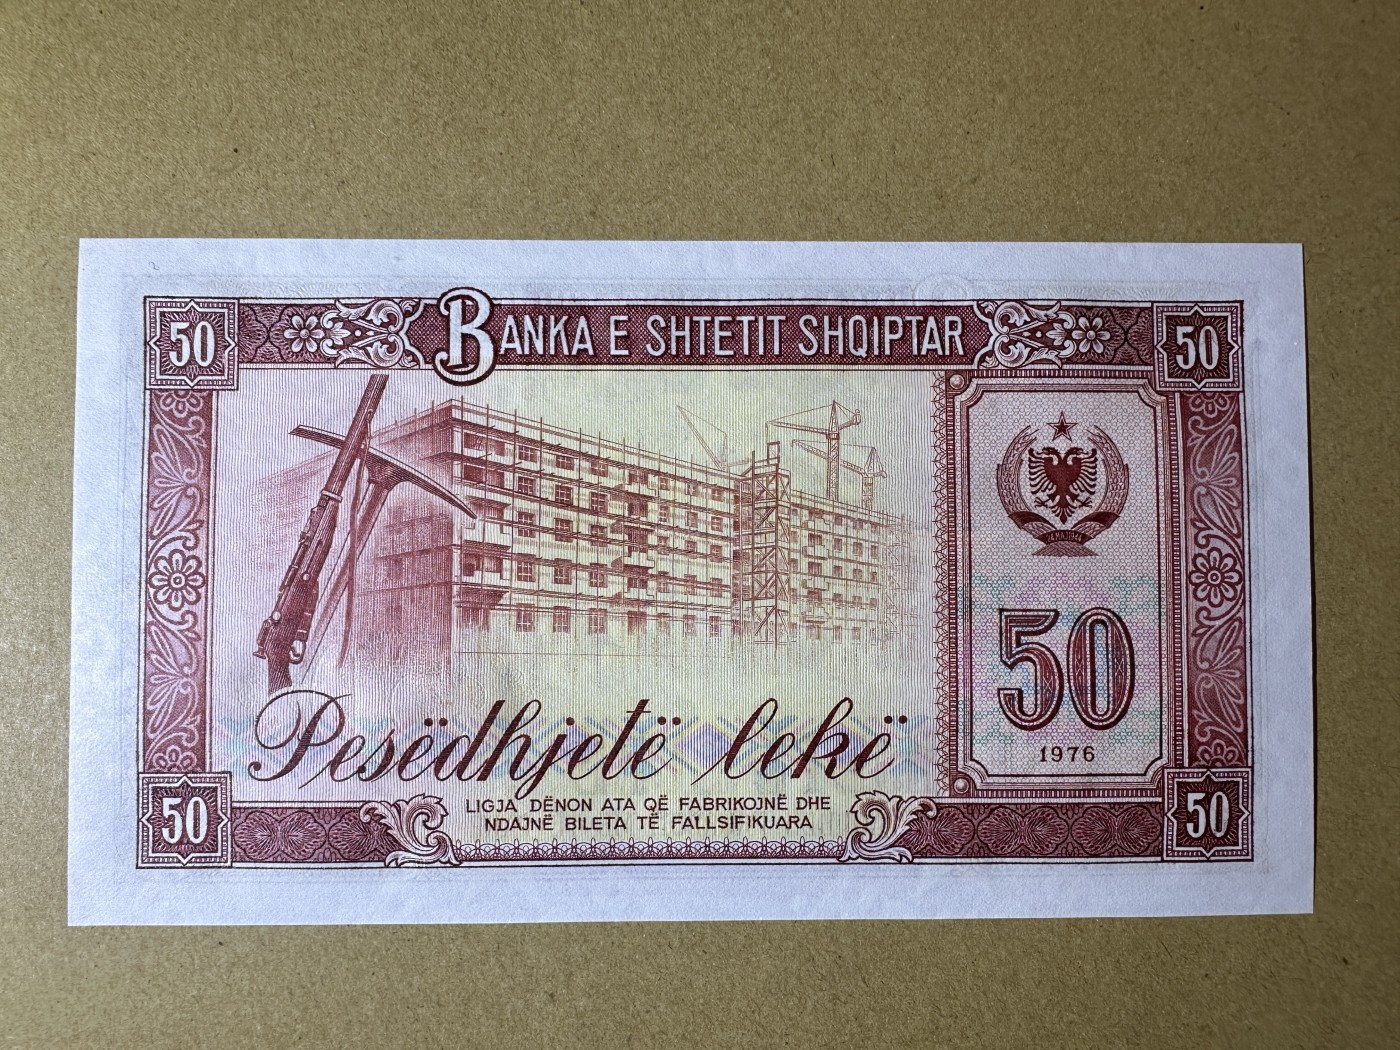 50
BANKA E SHTETIT SHQIPTAR
50
50
1976
Pesëdhjetë lekë
LIGJA DËNON ATA QË FABRIKOJNË DHE
NDAJNË BILETA TË FALLSIFIKUARA
50
50